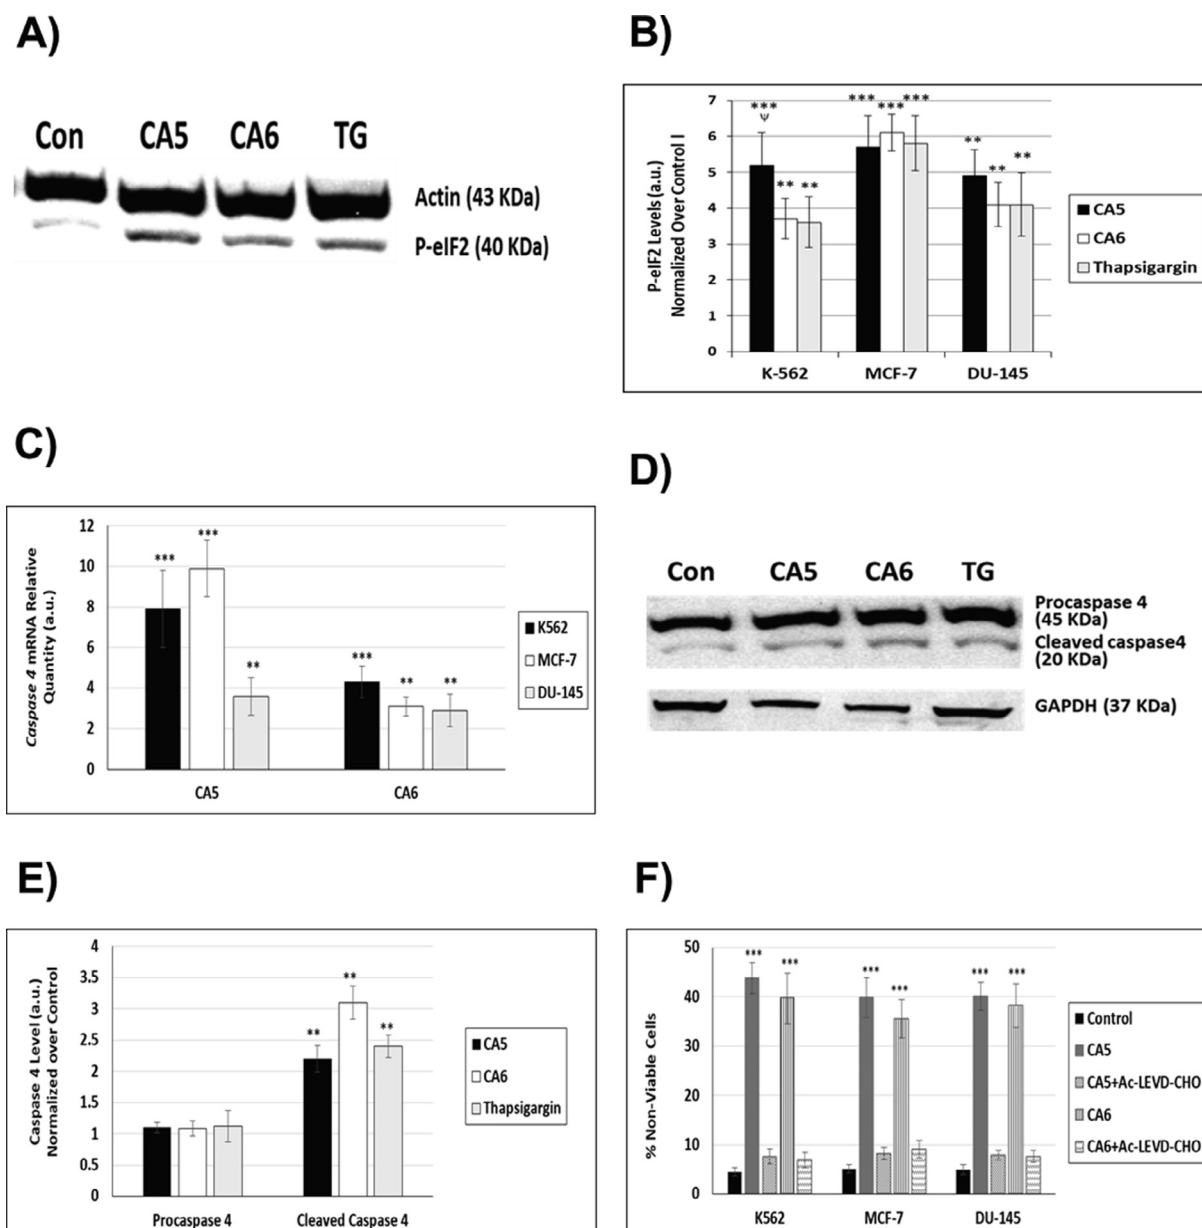 A)
Con CA5 CA6 TG
Actin (43 KDa)
P-eIF2 (40 KDa)
B)
P-eIF2 Levels (a.u.)
Normalized Over Control I
7
6
5
4
3
2
1
0
***
ψ
** **
*** *** ***
** ** **
K-562 MCF-7 DU-145
CA5
CA6
Thapsigargin
C)
Caspase 4 mRNA Relative
Quantity (a.u.)
12
10
8
6
4
2
0
*** *** **
*** ** **
CA5 CA6
K562
MCF-7
DU-145
D)
Con CA5 CA6 TG
Procaspase 4
(45 KDa)
Cleaved caspase4
(20 KDa)
GAPDH (37 KDa)
E)
Caspase 4 Level (a.u.)
Normalized over Control
4
3.5
3
2.5
2
1.5
1
0.5
0
** ** **
Procaspase 4 Cleaved Caspase 4
CA5
CA6
Thapsigargin
F)
% Non-Viable Cells
50
40
30
20
10
0
*** ***
*** ***
*** ***
K562 MCF-7 DU-145
Control
CA5
CA5+Ac-LEVD-CHO
CA6
CA6+Ac-LEVD-CHO